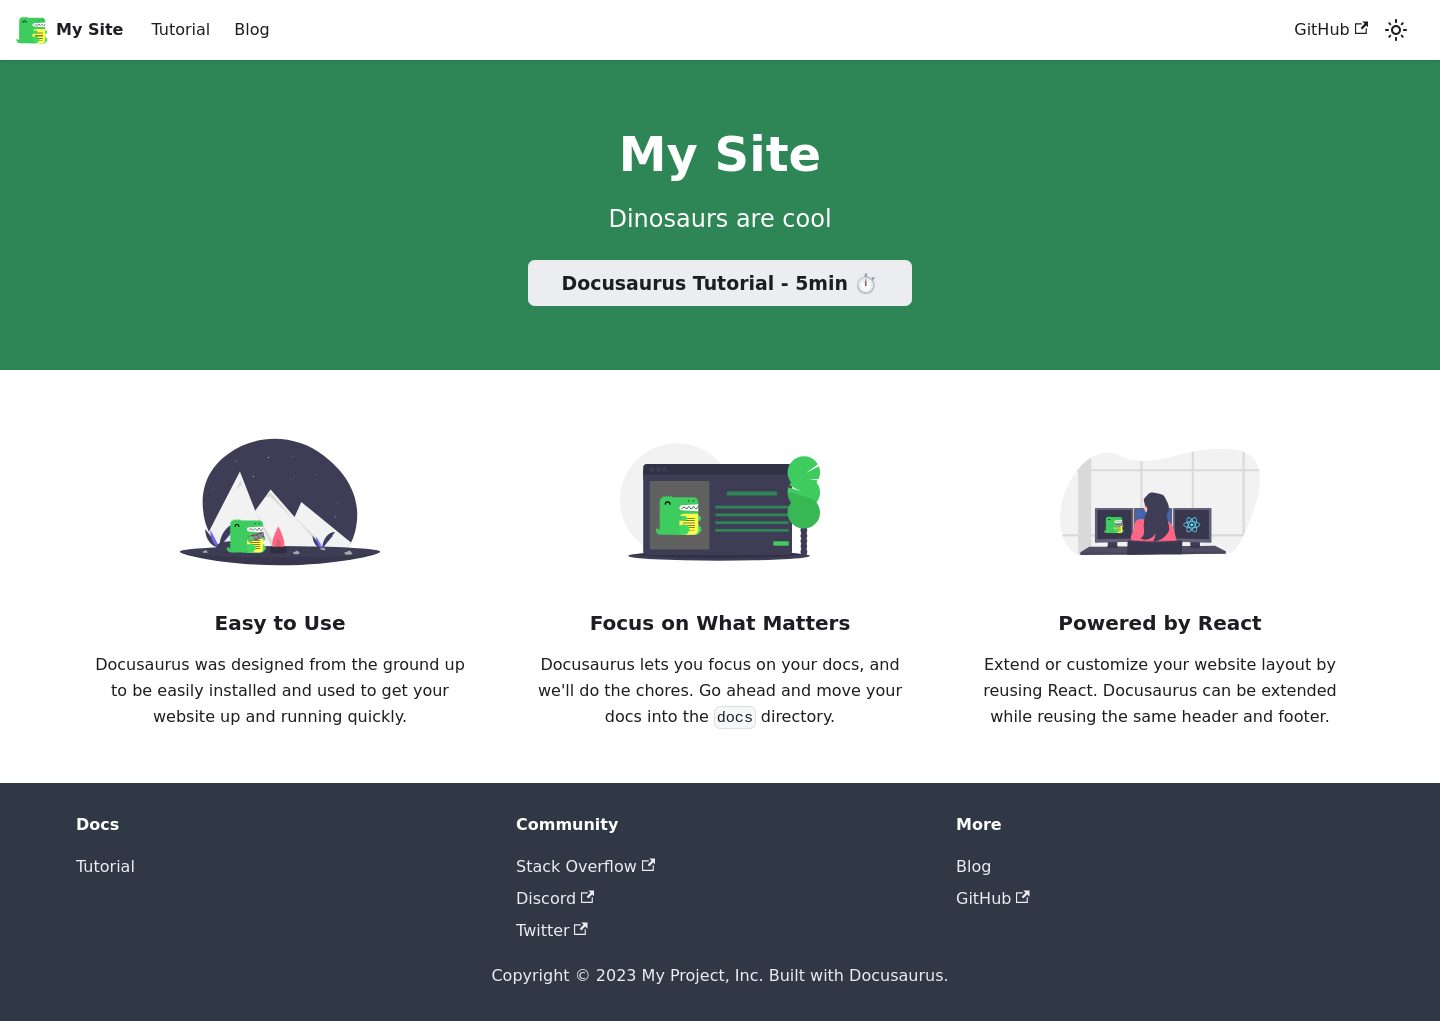 My Site
Tutorial
Blog
GitHub
My Site
Dinosaurs are cool
Docusaurus Tutorial - 5min ⏱️
Easy to Use
Docusaurus was designed from the ground up
to be easily installed and used to get your
website up and running quickly.
Focus on What Matters
Docusaurus lets you focus on your docs, and
we'll do the chores. Go ahead and move your
docs into the docs directory.
Powered by React
Extend or customize your website layout by
reusing React. Docusaurus can be extended
while reusing the same header and footer.
Docs
Tutorial
Community
Stack Overflow
Discord
Twitter
More
Blog
GitHub
Copyright © 2023 My Project, Inc. Built with Docusaurus.